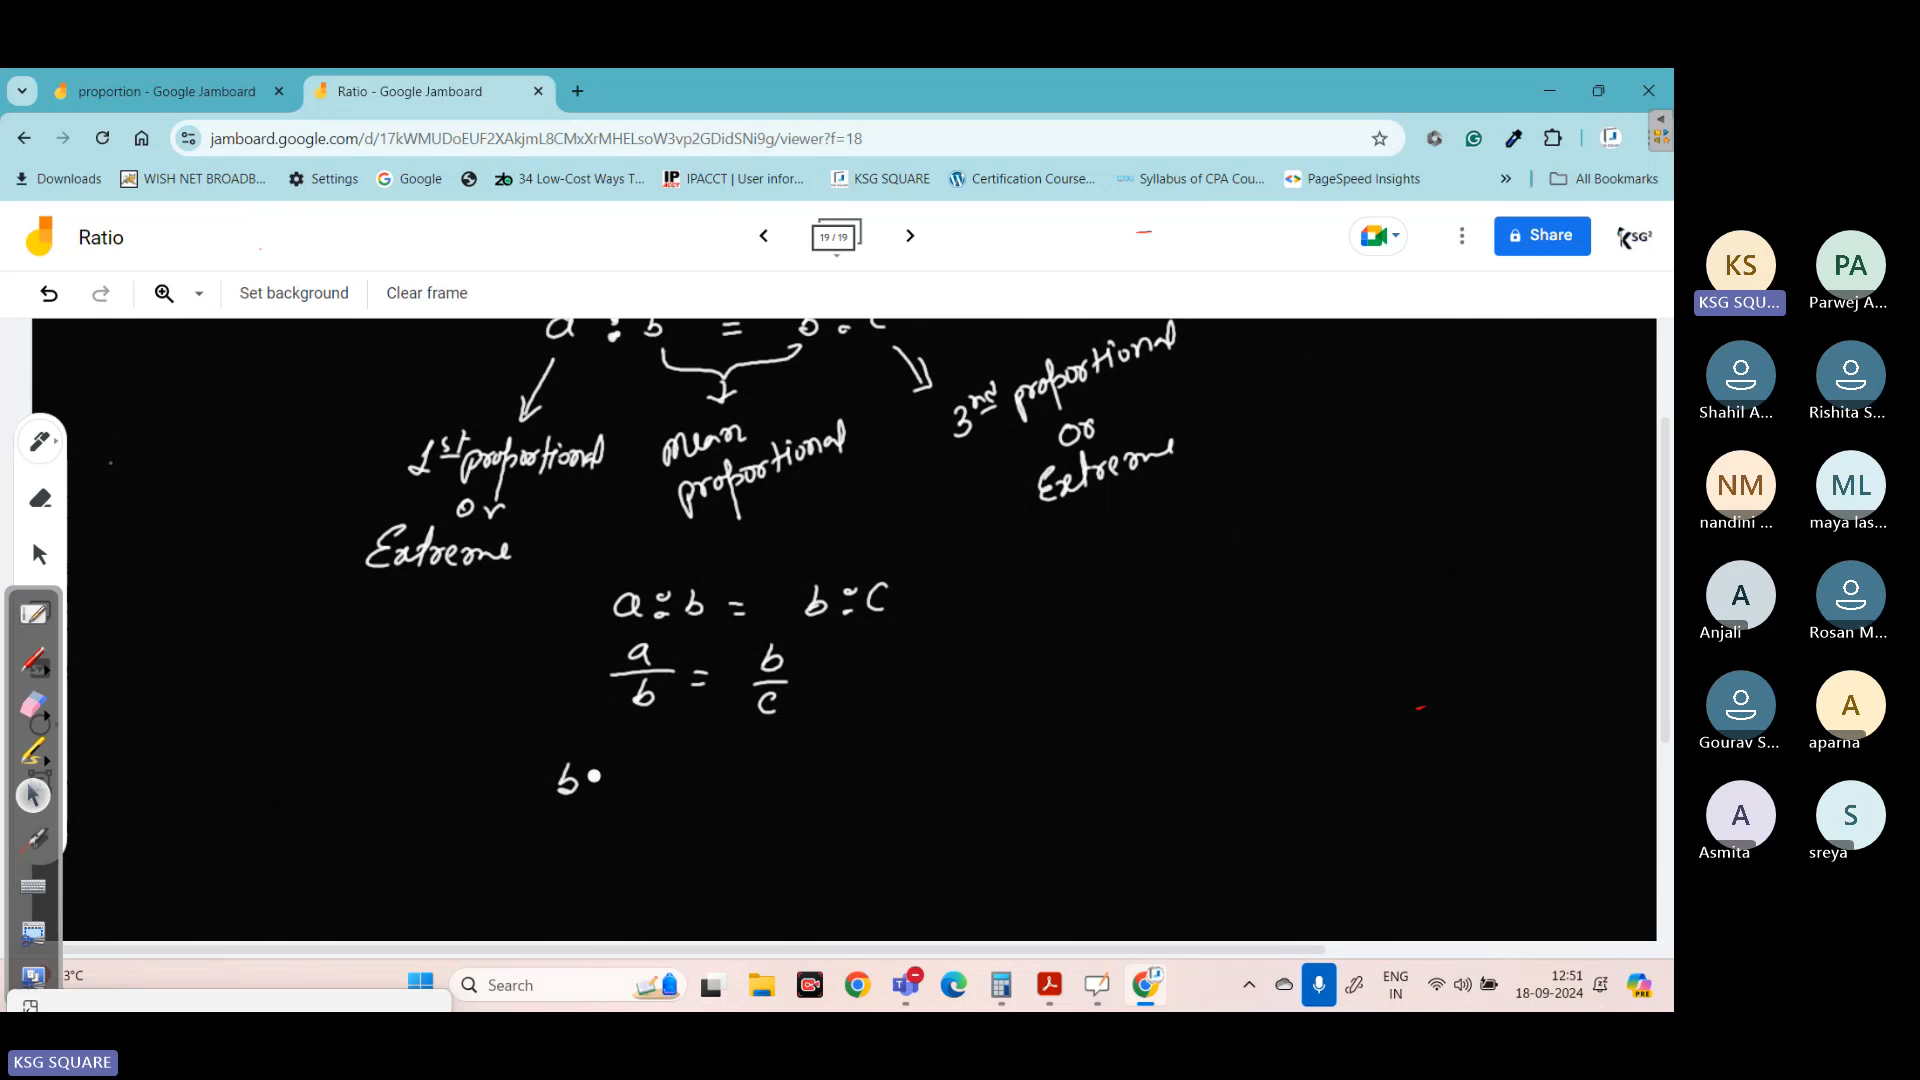 proportion - Google Jamboard
Ratio - Google Jamboard
jamboard.google.com/d/17kWMUDoEUF2XAkjmL8CMxXrMHELsoW3vp2GDidSNi9g/viewer?f=18
Downloads WISH NET BROADB... Settings Google 34 Low-Cost Ways T... IPACCT | User infor... KSG SQUARE Certification Course... Syllabus of CPA Cou... PageSpeed Insights » All Bookmarks
Ratio
19 / 19
Share
KSG²
Set background Clear frame
a : b = b : c
1st proportional
or
Extreme
mean
proportional
3rd proportional
or
Extreme
a : b = b : c
a/b = b/c
b
KS
KSG SQU...
PA
Parwej A...
Shahil A...
Rishita S...
NM
nandini ...
ML
maya las...
A
Anjali
Rosan M...
Gourav S...
A
aparna
A
Asmita
S
sreya
3°C
Search
ENG
IN
12:51
18-09-2024
PRE
KSG SQUARE